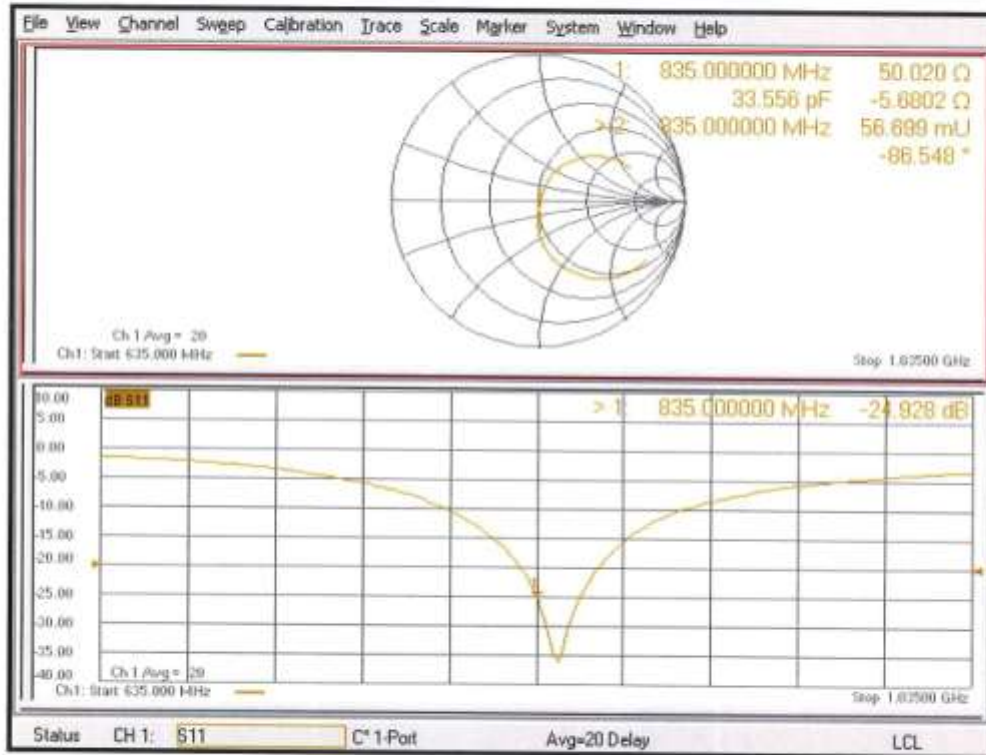 File View Channel Sweep Calibration Trace Scale Marker System Window Help
1: 835.000000 MHz 50.020 Ω
33.556 pF -5.6802 Ω
> 2: 835.000000 MHz 56.699 mU
-86.548 °
Ch 1 Avg = 20
Ch1: Start 635.000 MHz
Stop 1.03500 GHz
10.00 dB S11 > 1: 835.000000 MHz -24.928 dB
5.00
0.00
-5.00
-10.00
-15.00
-20.00
-25.00 1
-30.00
-35.00
-40.00
Ch 1 Avg = 20
Ch1: Start 635.000 MHz
Stop 1.03500 GHz
Status CH 1: S11 C* 1-Port Avg=20 Delay LCL